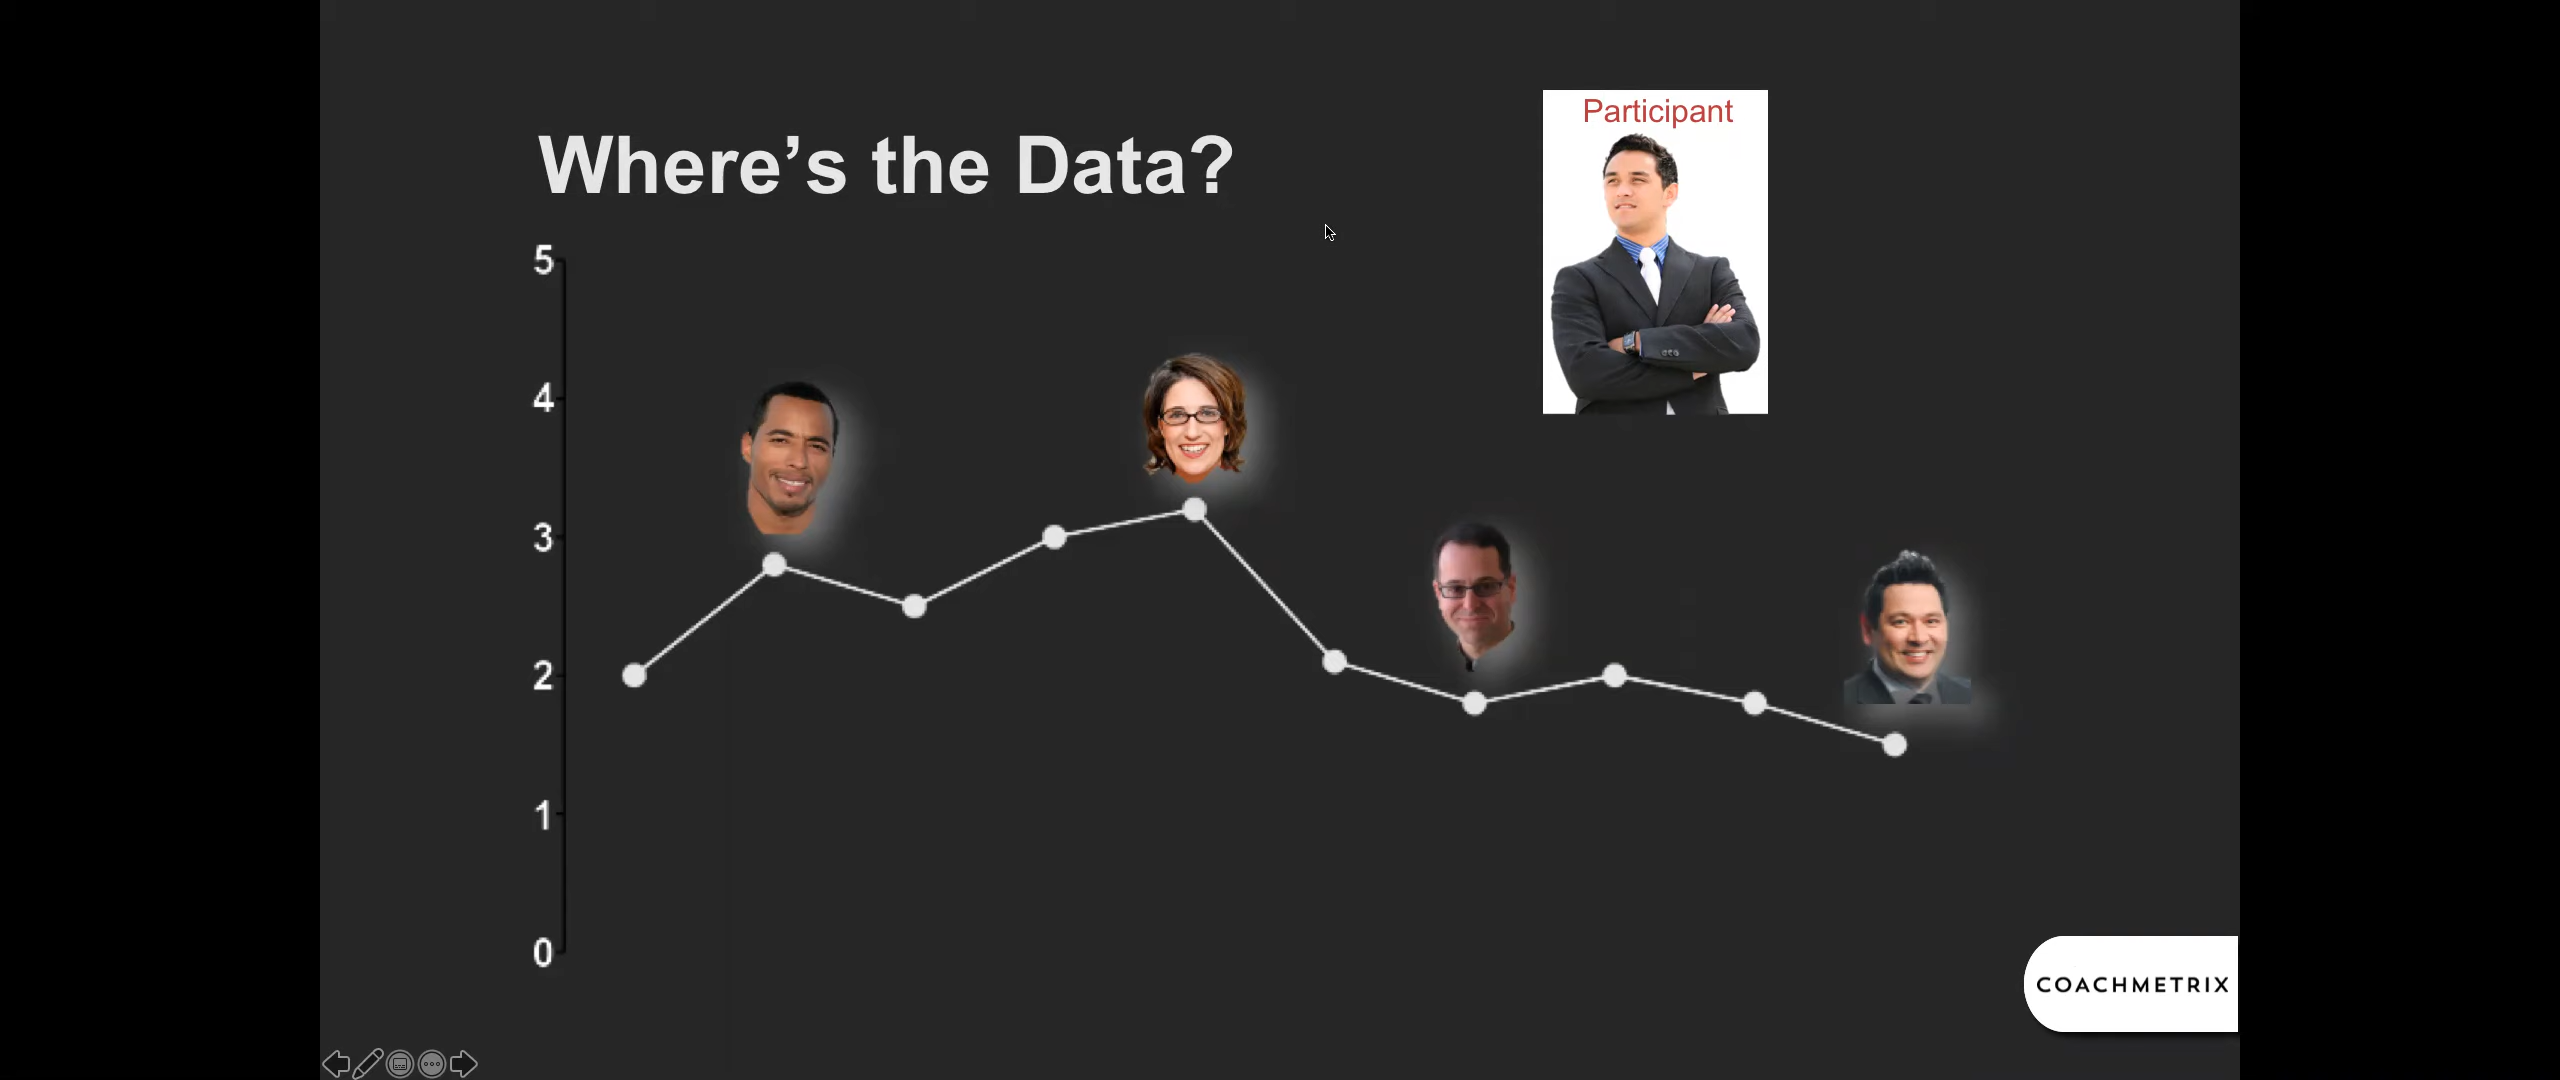 Participant
Where’s the Data?
5
4
3
2
1
0
COACHMETRIX